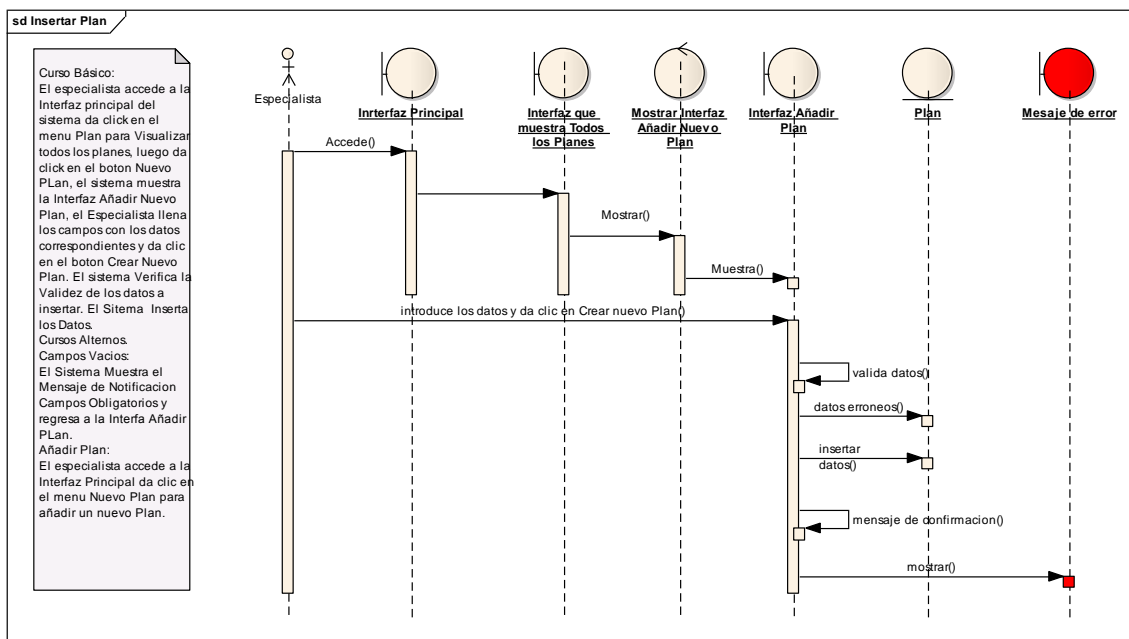 sd Insertar Plan
Curso Básico:
El especialista accede a la
Interfaz principal del
sistema da click en el
menu Plan para Visualizar
todos los planes, luego da
click en el boton Nuevo
PLan, el sistema muestra
la Interfaz Añadir Nuevo
Plan, el Especialista llena
los campos con los datos
correspondientes y da clic
en el boton Crear Nuevo
Plan. El sistema Verifica la
Validez de los datos a
insertar. El Sitema Inserta
los Datos.
Cursos Alternos.
Campos Vacios:
El Sistema Muestra el
Mensaje de Notificacion
Campos Obligatorios y
regresa a la Interfa Añadir
PLan.
Añadir Plan:
El especialista accede a la
Interfaz Principal da clic en
el menu Nuevo Plan para
añadir un nuevo Plan.
Especialista
Inrterfaz Principal
Interfaz que
muestra Todos
los Planes
Mostrar Interfaz
Añadir Nuevo
Plan
Interfaz Añadir
Plan
Plan
Mesaje de error
Accede()
Mostrar()
Muestra()
introduce los datos y da clic en Crear nuevo Plan()
valida datos()
datos erroneos()
insertar
datos()
mensaje de confirmacion()
mostrar()